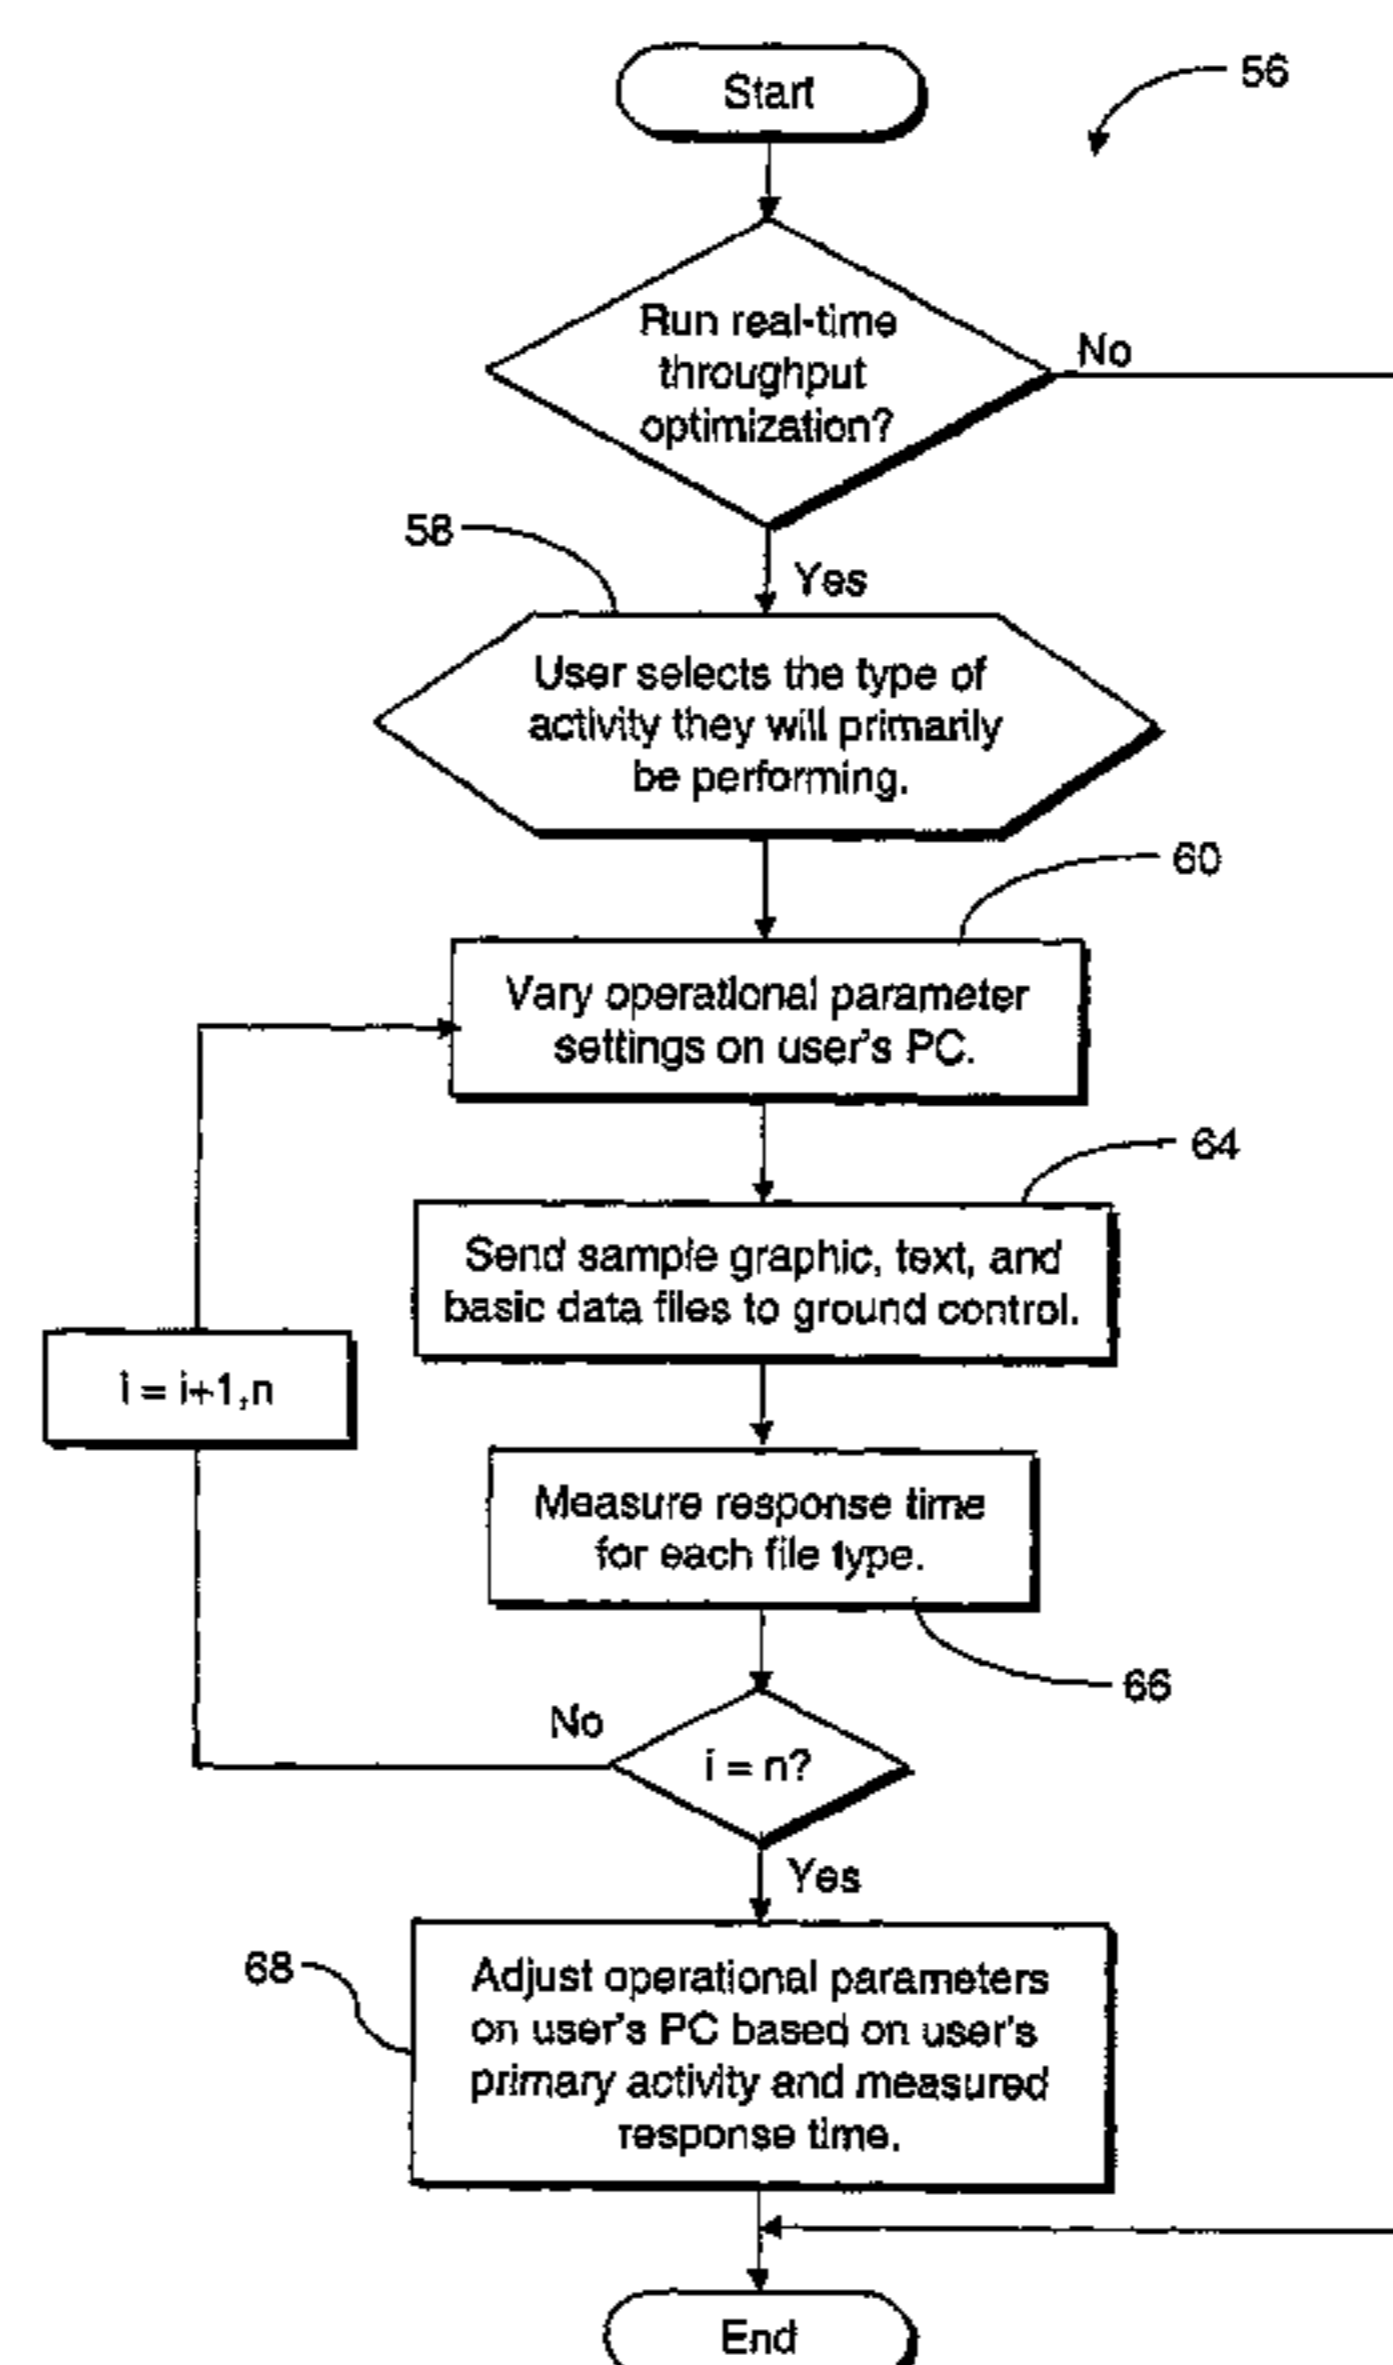 Start
56
Run real-time
throughput
optimization?
No
58
Yes
User selects the type of
activity they will primarily
be performing.
60
Vary operational parameter
settings on user's PC.
64
Send sample graphic, text, and
basic data files to ground control.
i = i+1,n
Measure response time
for each file type.
66
No
i = n?
Yes
68
Adjust operational parameters
on user's PC based on user's
primary activity and measured
response time.
End